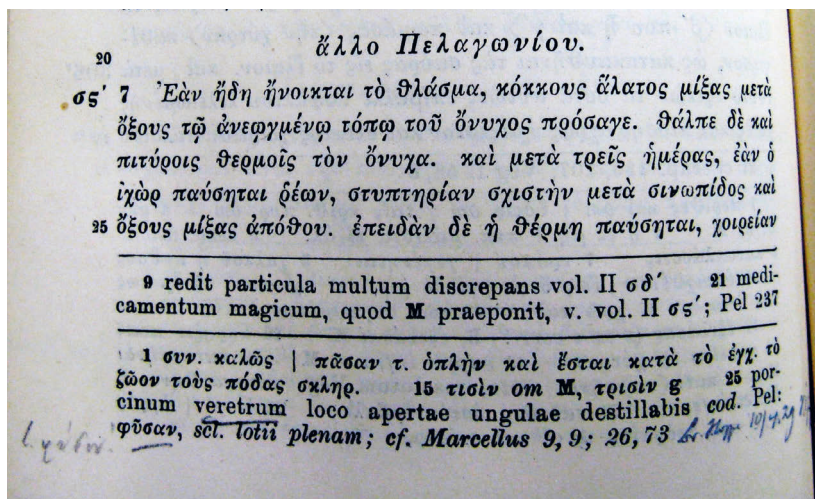 20
ἄλλο Πελαγωνίου.
σϛʹ 7 Ἐὰν ἤδη ἠνοικται τὸ θλάσμα, κόκκους ἅλατος μίξας μετὰ
ὄξους τῷ ἀνεῳγμένῳ τόπῳ τοῦ ὄνυχος πρόσαγε. θάλπε δὲ καὶ
πιτύροις θερμοῖς τὸν ὄνυχα. καὶ μετὰ τρεῖς ἡμέρας, ἐὰν ὁ
ἰχὼρ παύσηται ῥέων, στυπτηρίαν σχιστὴν μετὰ σινωπίδος καὶ
25 ὄξους μίξας ἀπόθου. ἐπειδὰν δὲ ἡ θέρμη παύσηται, χοιρείαν
9 redit particula multum discrepans vol. II σδʹ 21 medi-
camentum magicum, quod M praeponit, v. vol. II σϛʹ; Pel 237
1 συν. καλῶς | πᾶσαν τ. ὁπλὴν καὶ ἔσται κατὰ τὸ ἐγχ. τὸ
ζῶον τοὺς πόδας σκληρ. 15 τισὶν om M, τρισὶν g 25 por-
cinum veretrum loco apertae ungulae destillabis cod. Pel:
φῦσαν, scl. lotii plenam; cf. Marcellus 9, 9; 26, 73